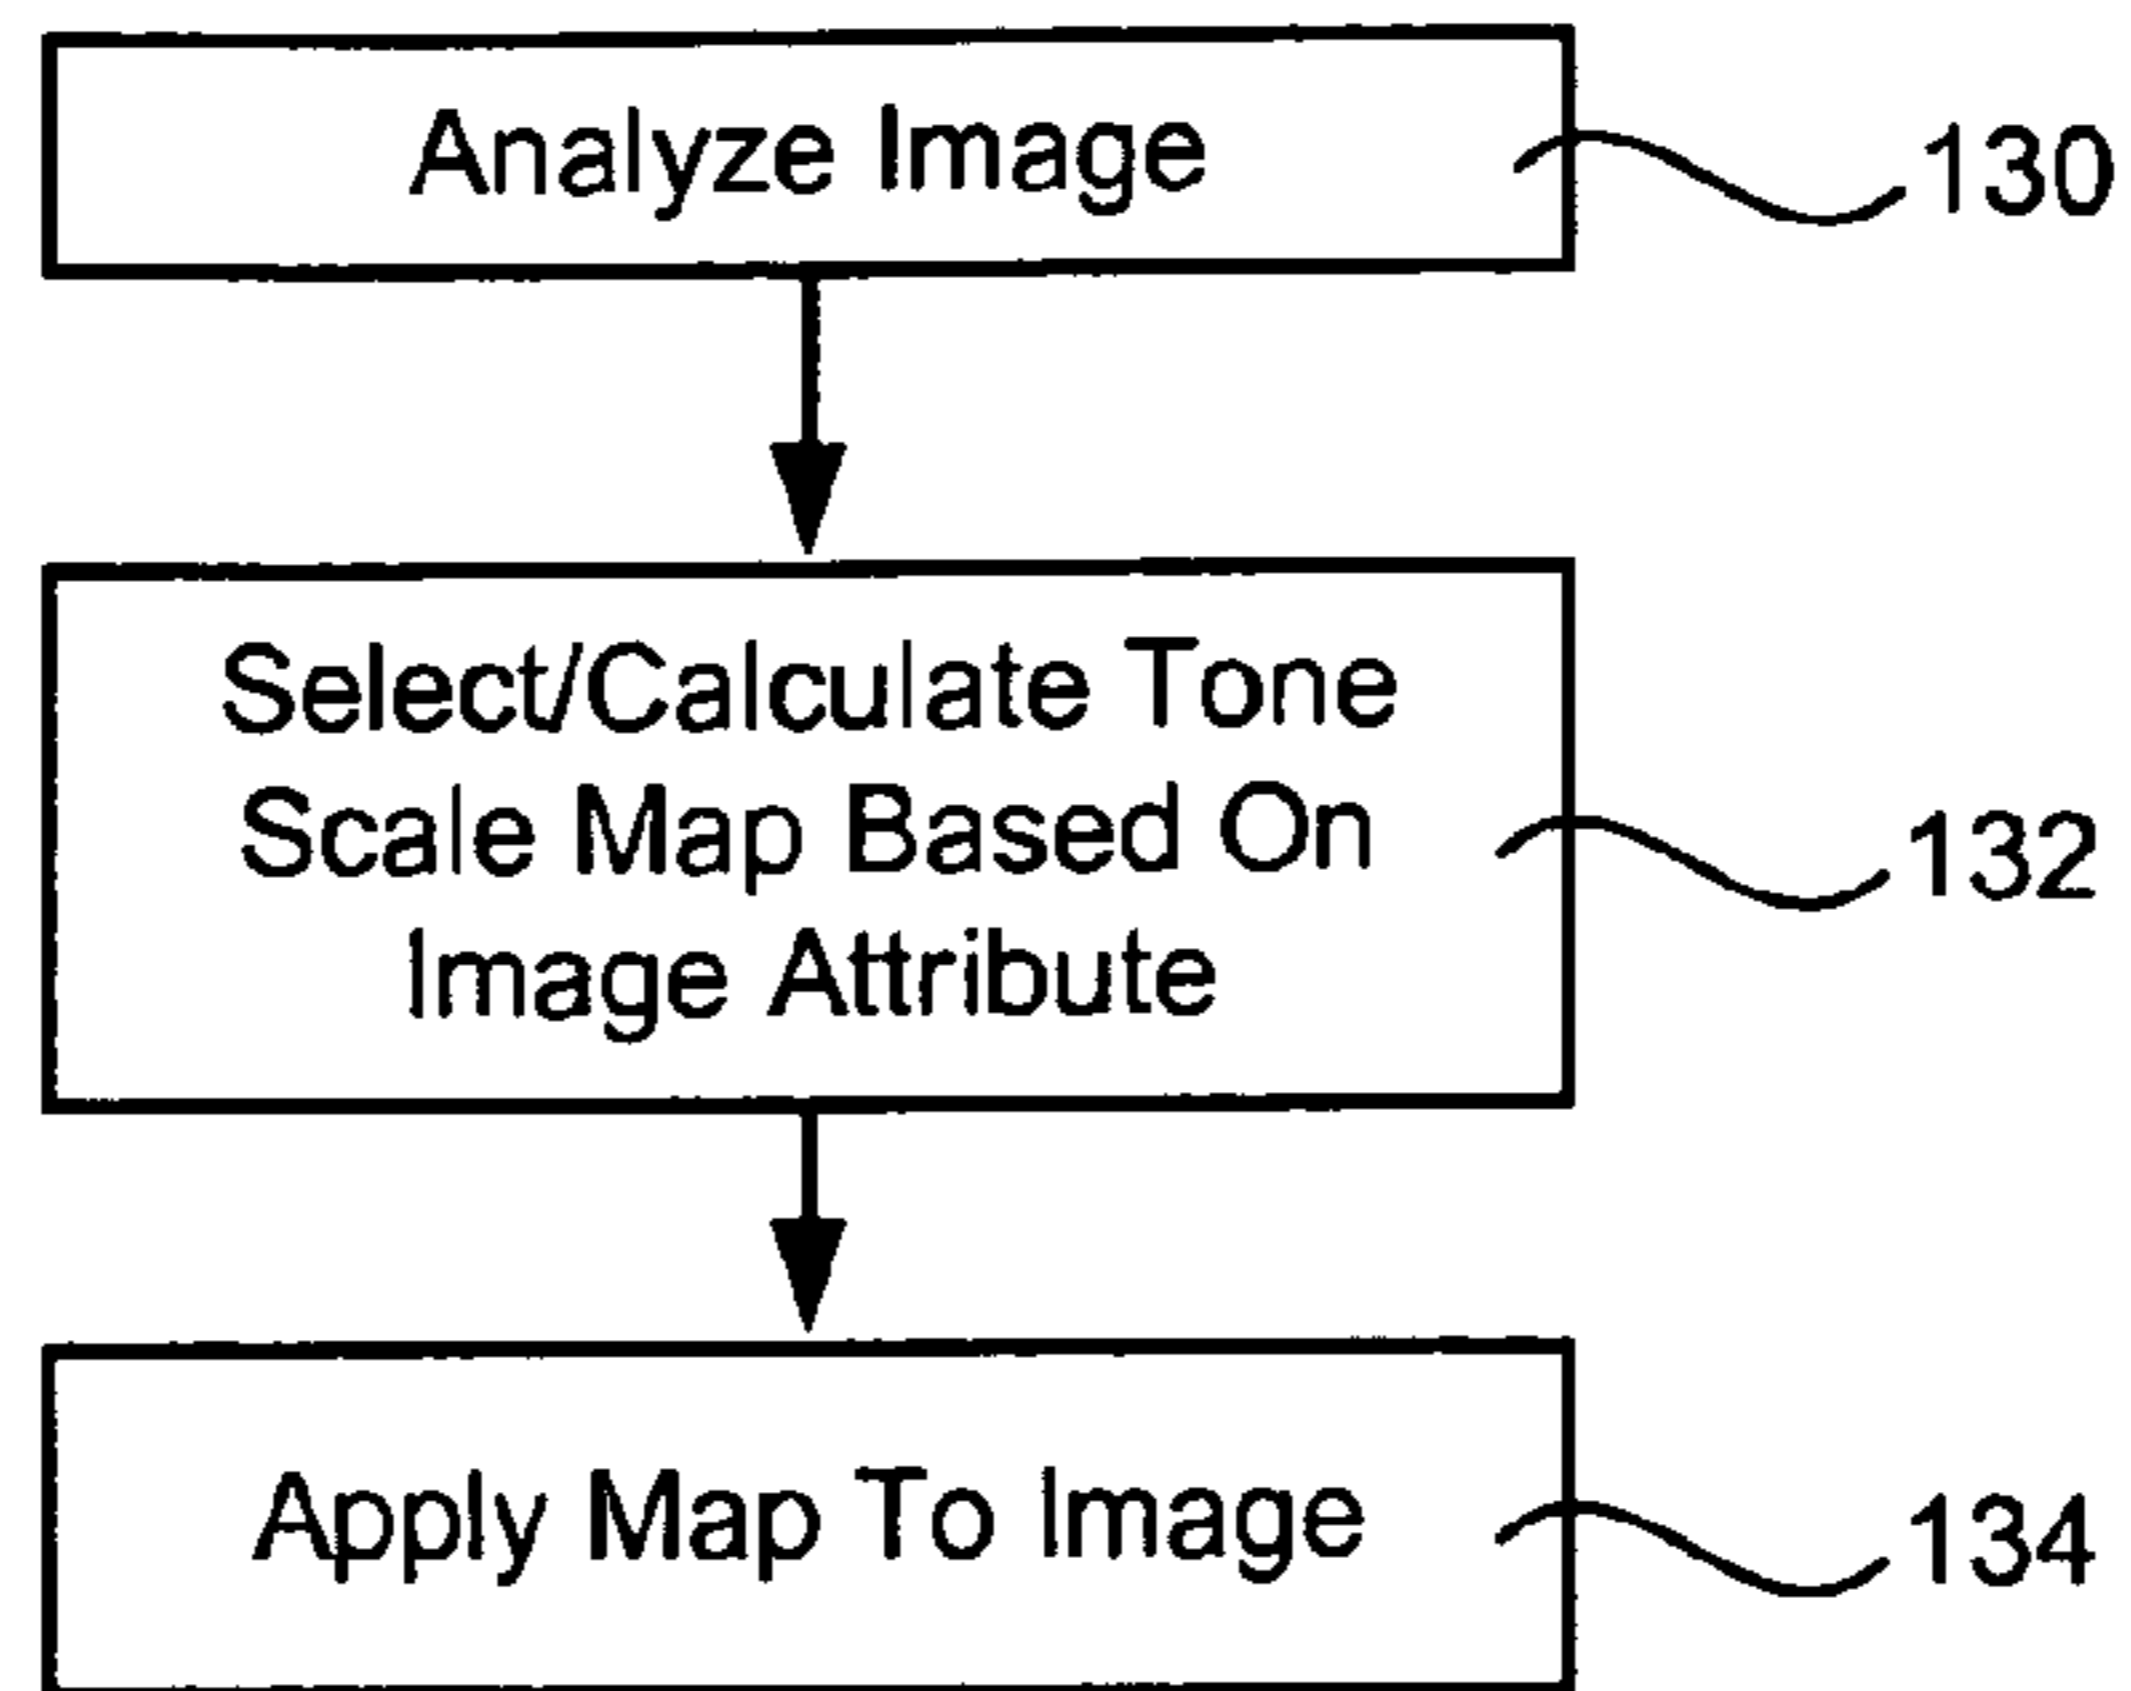 Analyze Image
130
Select/Calculate Tone
Scale Map Based On
Image Attribute
132
Apply Map To Image
134